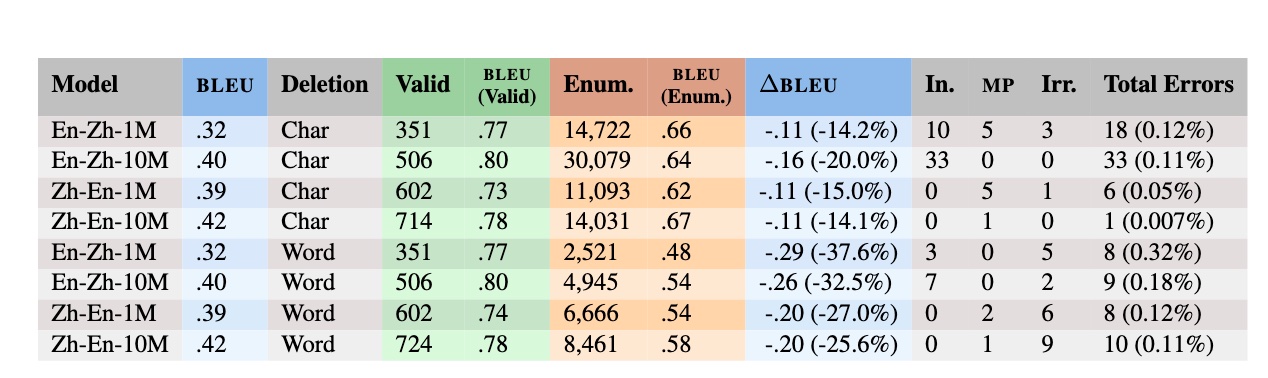 Model BLEU Deletion Valid BLEU (Valid) Enum. BLEU (Enum.) ΔBLEU In. MP Irr. Total Errors
En-Zh-1M .32 Char 351 .77 14,722 .66 -.11 (-14.2%) 10 5 3 18 (0.12%)
En-Zh-10M .40 Char 506 .80 30,079 .64 -.16 (-20.0%) 33 0 0 33 (0.11%)
Zh-En-1M .39 Char 602 .73 11,093 .62 -.11 (-15.0%) 0 5 1 6 (0.05%)
Zh-En-10M .42 Char 714 .78 14,031 .67 -.11 (-14.1%) 0 1 0 1 (0.007%)
En-Zh-1M .32 Word 351 .77 2,521 .48 -.29 (-37.6%) 3 0 5 8 (0.32%)
En-Zh-10M .40 Word 506 .80 4,945 .54 -.26 (-32.5%) 7 0 2 9 (0.18%)
Zh-En-1M .39 Word 602 .74 6,666 .54 -.20 (-27.0%) 0 2 6 8 (0.12%)
Zh-En-10M .42 Word 724 .78 8,461 .58 -.20 (-25.6%) 0 1 9 10 (0.11%)